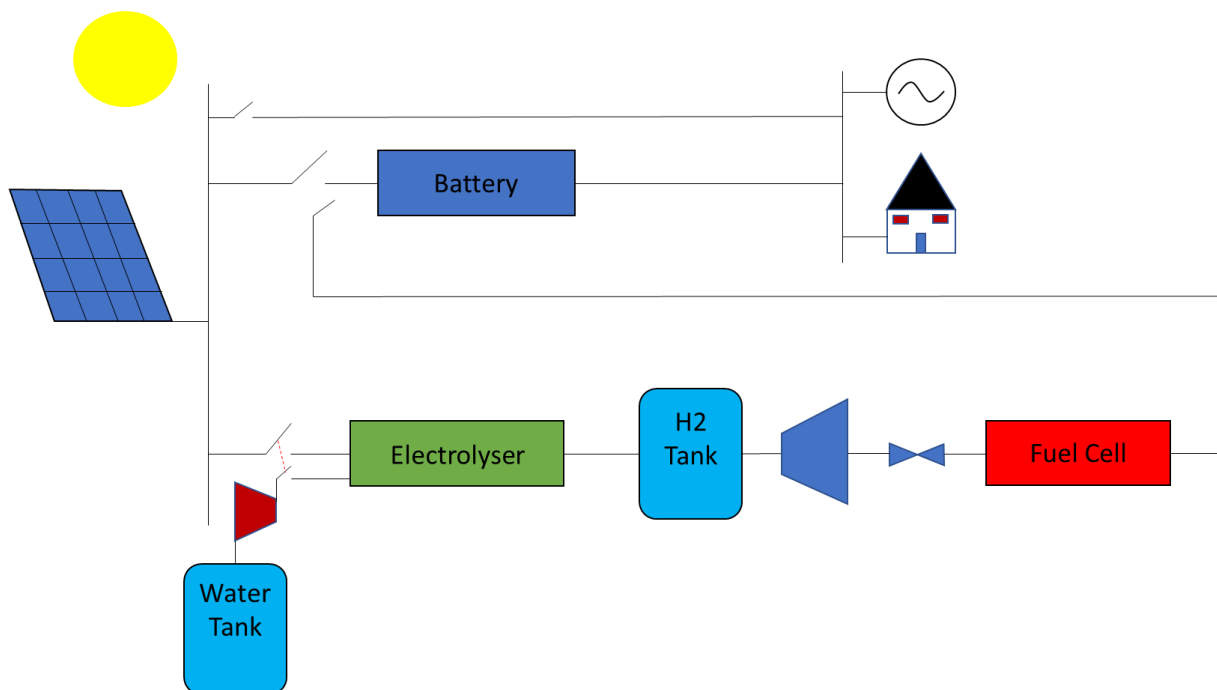 Battery
Electrolyser
H2
Tank
Fuel Cell
Water
Tank